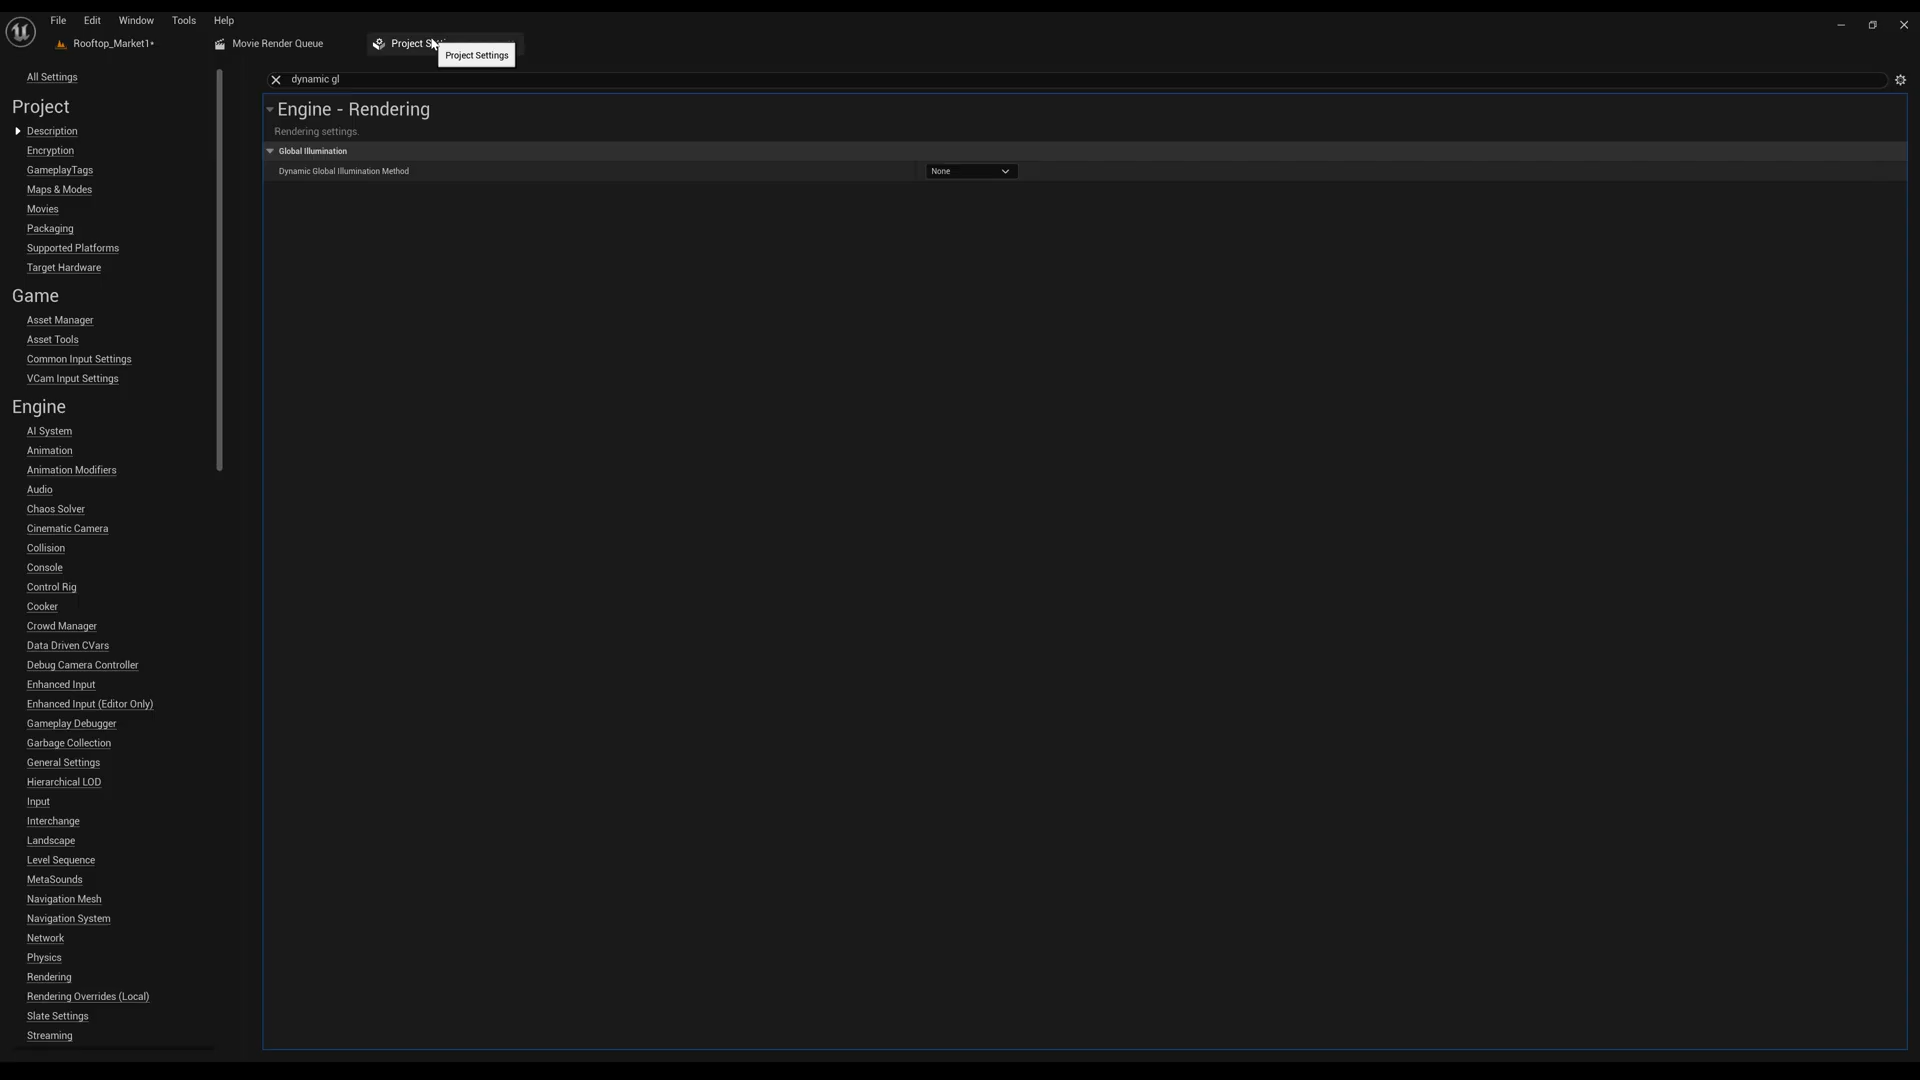 File Edit Window Tools Help
Rooftop_Market1•
Movie Render Queue
Project Setti
Project Settings
All Settings
dynamic gl
Project
Description
Encryption
GameplayTags
Maps & Modes
Movies
Packaging
Supported Platforms
Target Hardware
Game
Asset Manager
Asset Tools
Common Input Settings
VCam Input Settings
Engine
AI System
Animation
Animation Modifiers
Audio
Chaos Solver
Cinematic Camera
Collision
Console
Control Rig
Cooker
Crowd Manager
Data Driven CVars
Debug Camera Controller
Enhanced Input
Enhanced Input (Editor Only)
Gameplay Debugger
Garbage Collection
General Settings
Hierarchical LOD
Input
Interchange
Landscape
Level Sequence
MetaSounds
Navigation Mesh
Navigation System
Network
Physics
Rendering
Rendering Overrides (Local)
Slate Settings
Streaming
Engine - Rendering
Rendering settings.
Global Illumination
Dynamic Global Illumination Method
None